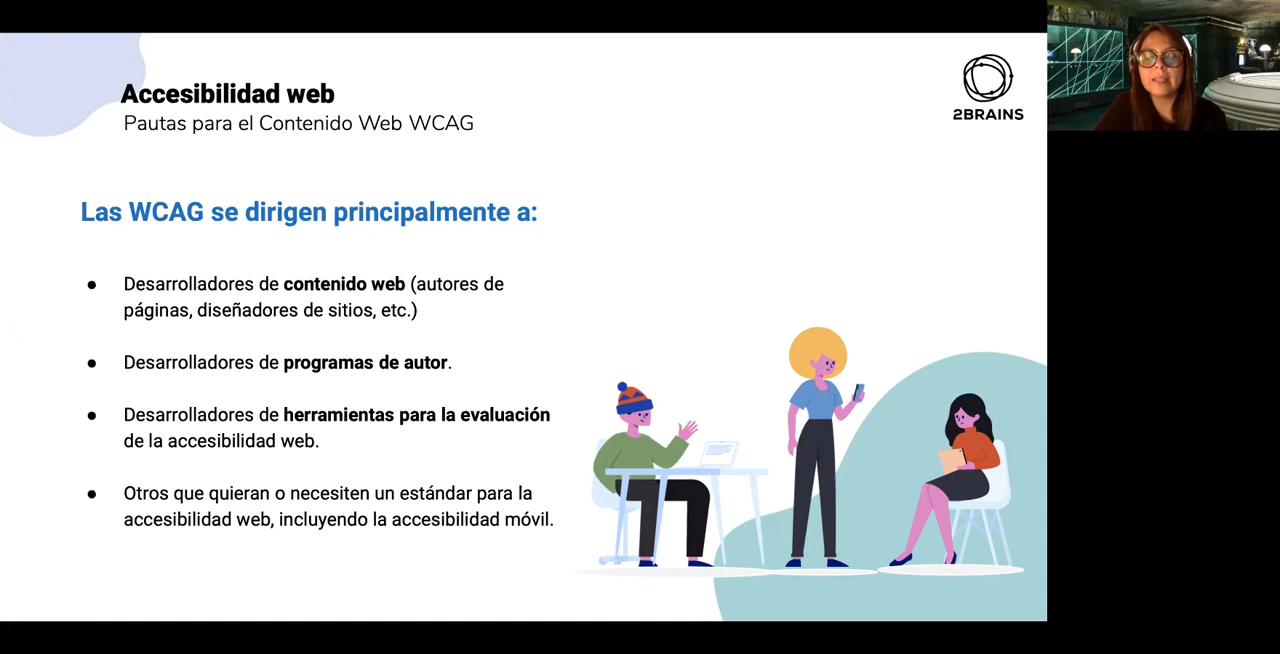 Accesibilidad web
Pautas para el Contenido Web WCAG
2BRAINS
Las WCAG se dirigen principalmente a:
● Desarrolladores de contenido web (autores de
páginas, diseñadores de sitios, etc.)
● Desarrolladores de programas de autor.
● Desarrolladores de herramientas para la evaluación
de la accesibilidad web.
● Otros que quieran o necesiten un estándar para la
accesibilidad web, incluyendo la accesibilidad móvil.